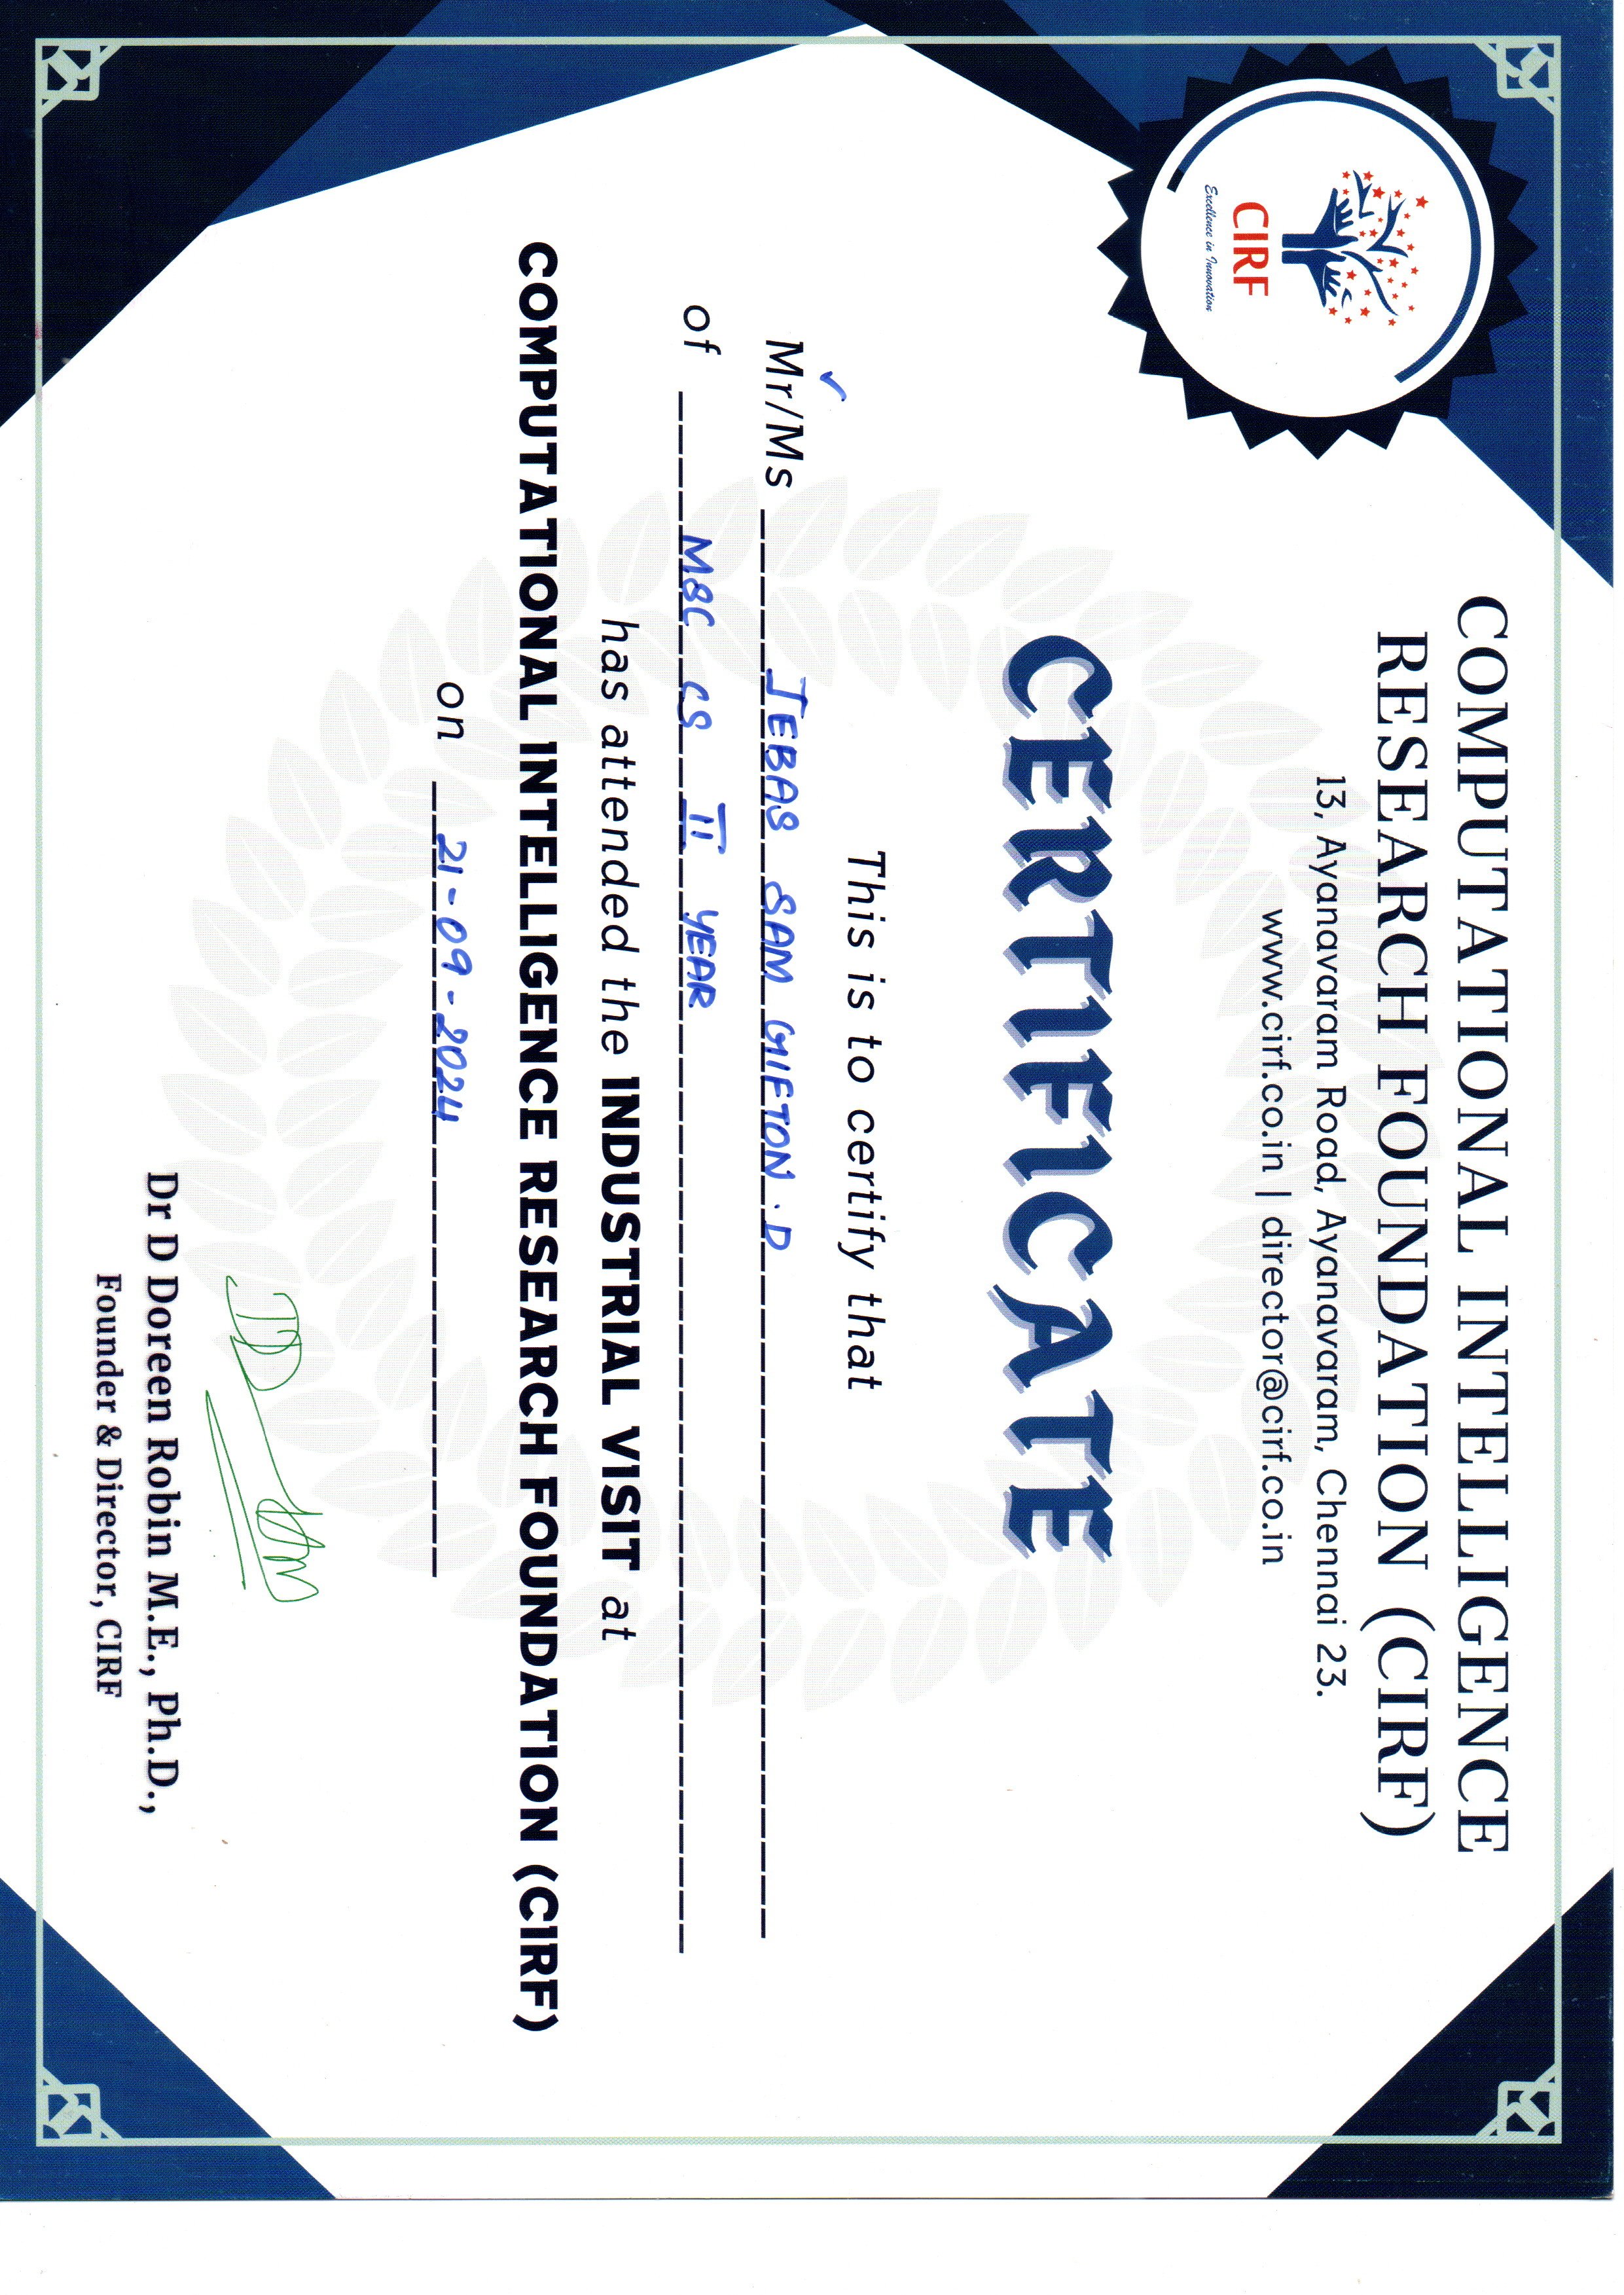 COMPUTATIONAL INTELLIGENCE
RESEARCH FOUNDATION (CIRF)
13, Ayanavaram Road, Ayanavaram, Chennai 23.
www.cirf.co.in | director@cirf.co.in
CIRF
Excellence in Innovation
CERTIFICATE
This is to certify that
✓
Mr/Ms JEBAS SAM GIFTON . D
of MSC CS II YEAR
has attended the INDUSTRIAL VISIT at
COMPUTATIONAL INTELLIGENCE RESEARCH FOUNDATION (CIRF)
on 21-09-2024
Dr D Doreen Robin M.E., Ph.D.,
Founder & Director, CIRF